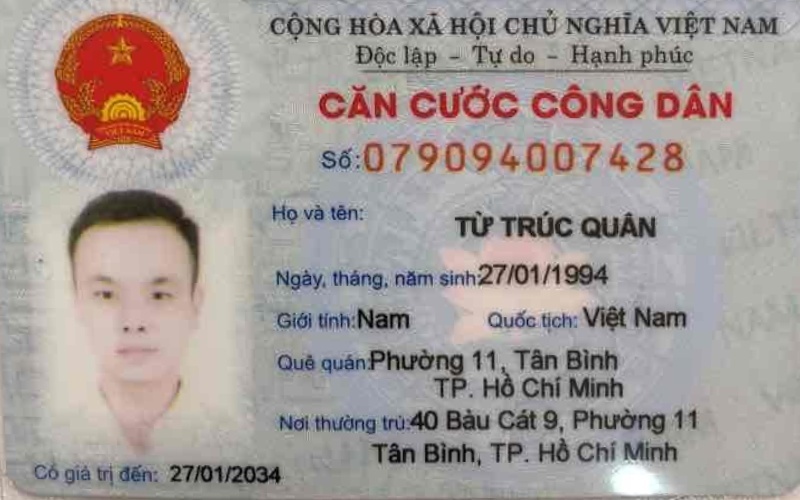 CỘNG HÒA XÃ HỘI CHỦ NGHĨA VIỆT NAM
Độc lập – Tự do – Hạnh phúc
CĂN CƯỚC CÔNG DÂN
Số: 079094007428
Họ và tên: TỪ TRÚC QUÂN
Ngày, tháng, năm sinh: 27/01/1994
Giới tính: Nam Quốc tịch: Việt Nam
Quê quán: Phường 11, Tân Bình
TP. Hồ Chí Minh
Nơi thường trú: 40 Bàu Cát 9, Phường 11
Tân Bình, TP. Hồ Chí Minh
Có giá trị đến: 27/01/2034